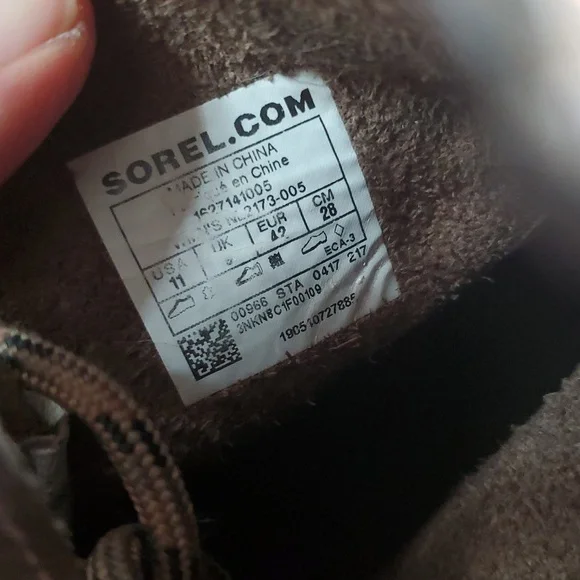 SOREL.COM
MADE IN CHINA
en Chine
1627141005
NL2173-005
USA UK EUR CM
11 42 28
ECA-3
00966 STA 0417 217
3NKN8C1F00109